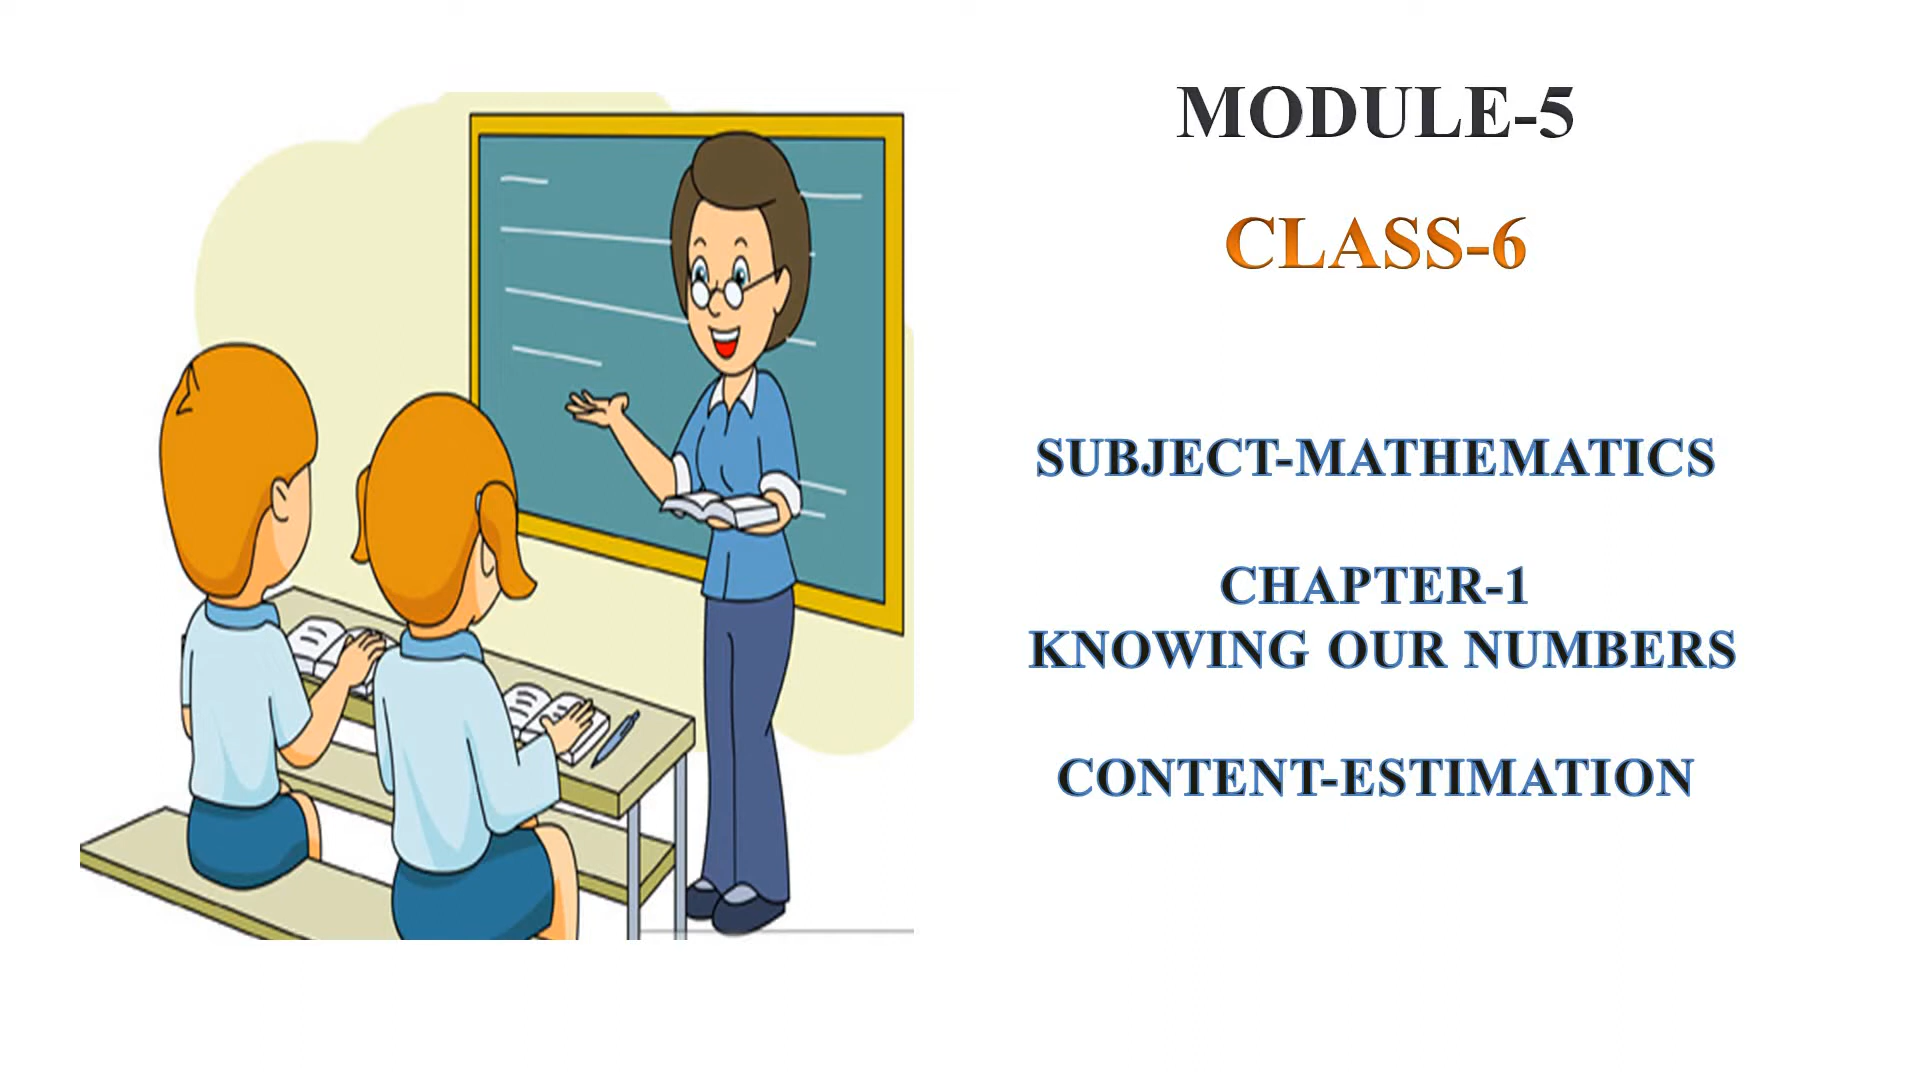 MODULE-5
CLASS-6
SUBJECT-MATHEMATICS
CHAPTER-1
KNOWING OUR NUMBERS
CONTENT-ESTIMATION